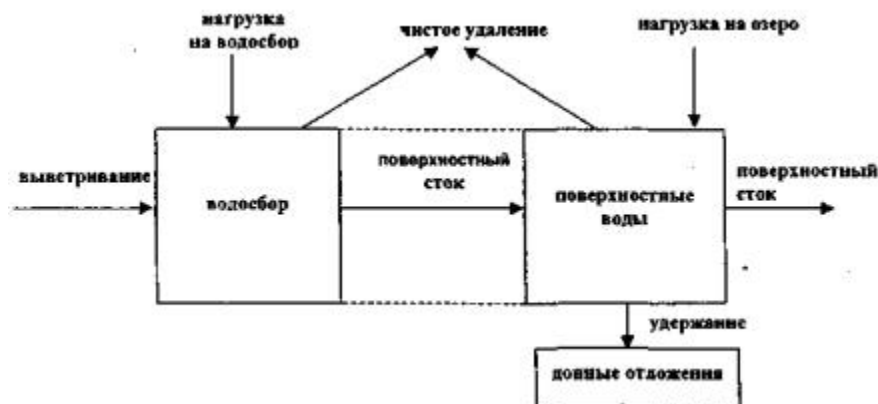 нагрузка
на водосбор
чистое удаление
нагрузка на озеро
выветривание
водосбор
поверхностный
сток
поверхностные
воды
поверхностный
сток
удержание
донные отложения